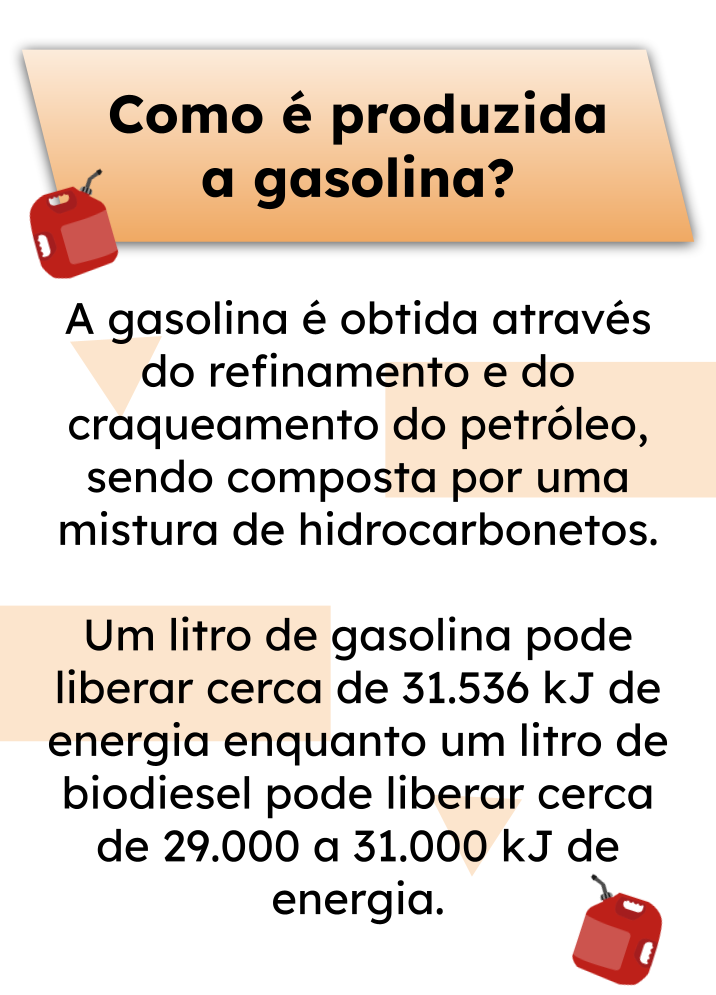 Como é produzida
a gasolina?
A gasolina é obtida através
do refinamento e do
craqueamento do petróleo,
sendo composta por uma
mistura de hidrocarbonetos.
Um litro de gasolina pode
liberar cerca de 31.536 kJ de
energia enquanto um litro de
biodiesel pode liberar cerca
de 29.000 a 31.000 kJ de
energia.